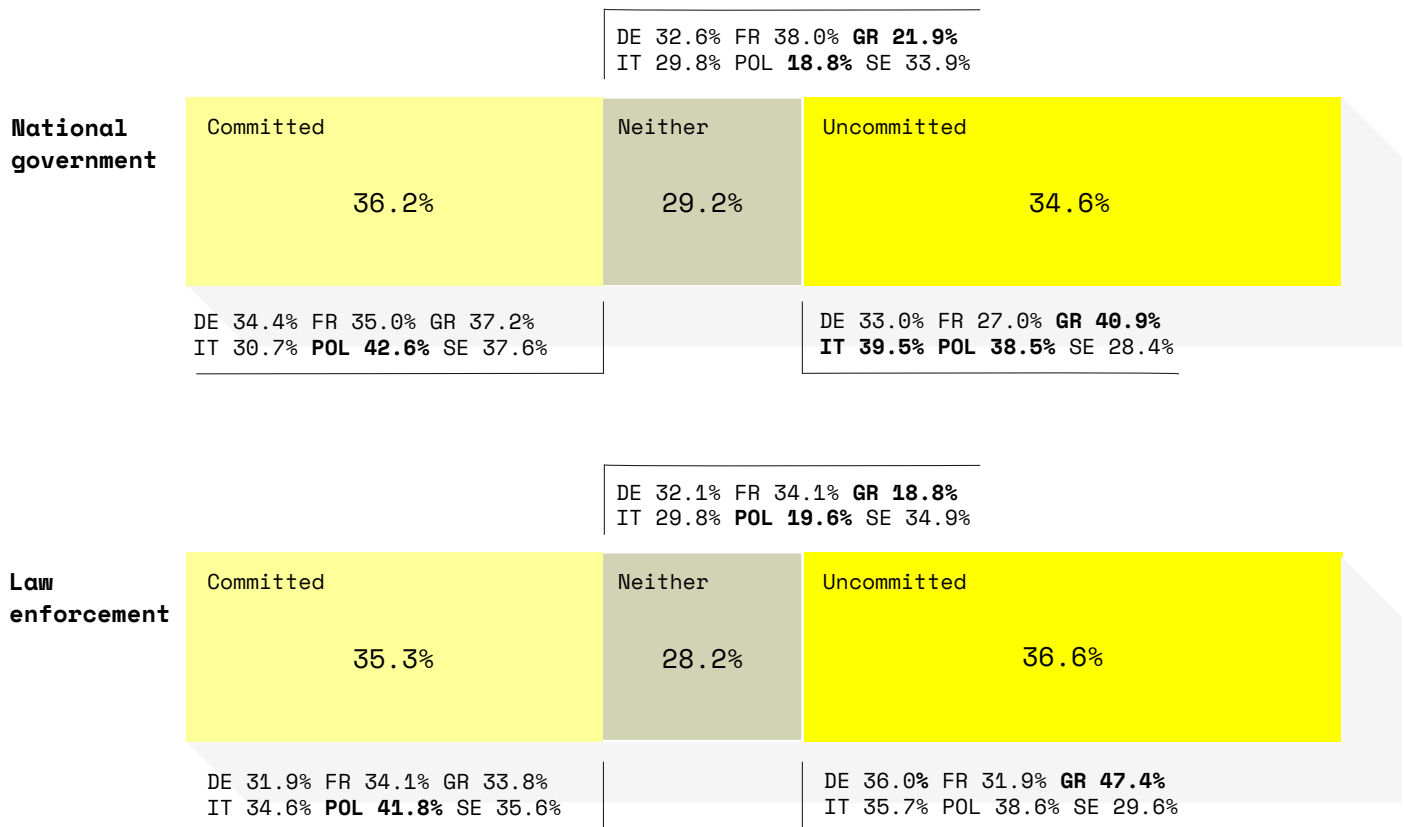 DE 32.6% FR 38.0% GR 21.9%
IT 29.8% POL 18.8% SE 33.9%
National
government
Committed
Neither
Uncommitted
36.2%
29.2%
34.6%
DE 34.4% FR 35.0% GR 37.2%
IT 30.7% POL 42.6% SE 37.6%
DE 33.0% FR 27.0% GR 40.9%
IT 39.5% POL 38.5% SE 28.4%
DE 32.1% FR 34.1% GR 18.8%
IT 29.8% POL 19.6% SE 34.9%
Law
enforcement
Committed
Neither
Uncommitted
35.3%
28.2%
36.6%
DE 31.9% FR 34.1% GR 33.8%
IT 34.6% POL 41.8% SE 35.6%
DE 36.0% FR 31.9% GR 47.4%
IT 35.7% POL 38.6% SE 29.6%